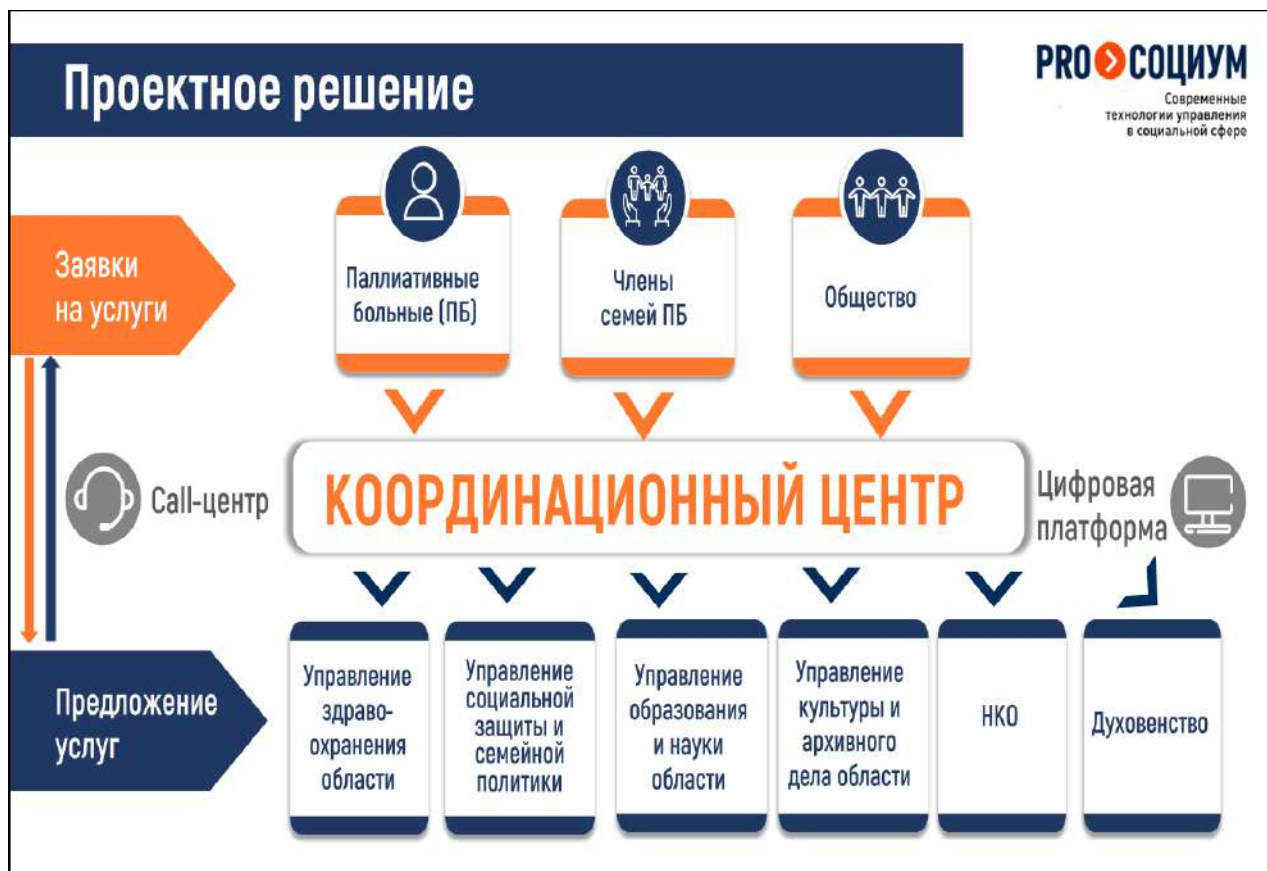 Проектное решение
PRO СОЦИУМ
Современные
технологии управления
в социальной сфере
Заявки
на услуги
Паллиативные
больные (ПБ)
Члены
семей ПБ
Общество
Call-центр
КООРДИНАЦИОННЫЙ ЦЕНТР
Цифровая
платформа
Предложение
услуг
Управление
здраво-
охранения
области
Управление
социальной
защиты и
семейной
политики
Управление
образования
и науки
области
Управление
культуры и
архивного
дела области
НКО
Духовенство